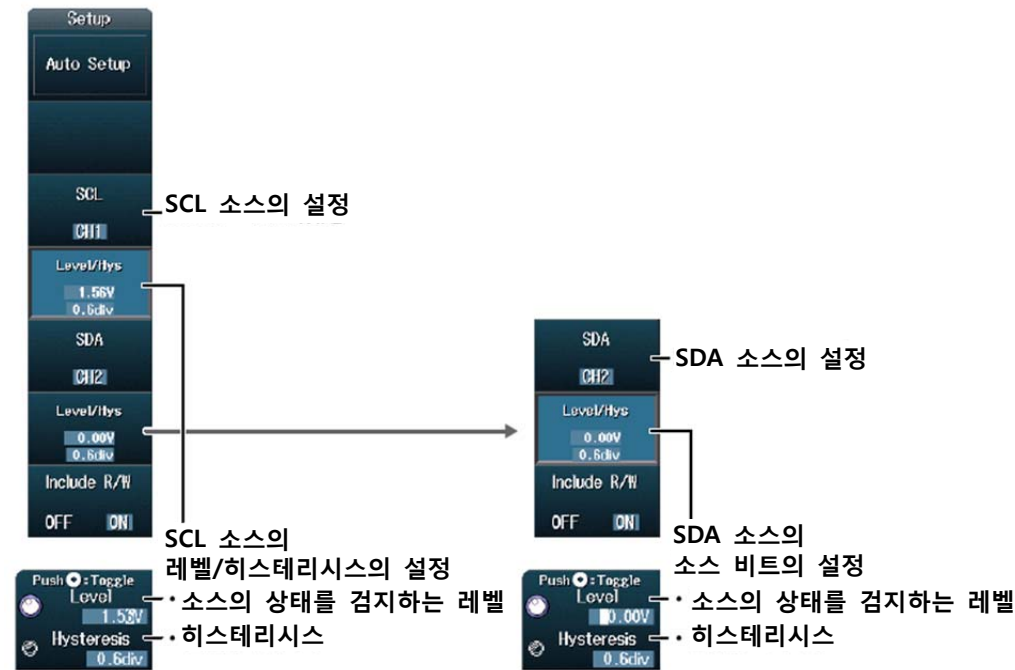 Setup
Auto Setup
SCL
CH1
SCL 소스의 설정
Level/Hys
1.56V
0.6div
SDA
CH2
Level/Hys
0.00V
0.6div
Include R/W
OFF ON
SDA
CH2
SDA 소스의 설정
Level/Hys
0.00V
0.6div
Include R/W
OFF ON
SCL 소스의
레벨/히스테리시스의 설정
Push :Toggle
Level
1.56V
Hysteresis
0.6div
· 소스의 상태를 검지하는 레벨
· 히스테리시스
SDA 소스의
소스 비트의 설정
Push :Toggle
Level
0.00V
Hysteresis
0.6div
· 소스의 상태를 검지하는 레벨
· 히스테리시스